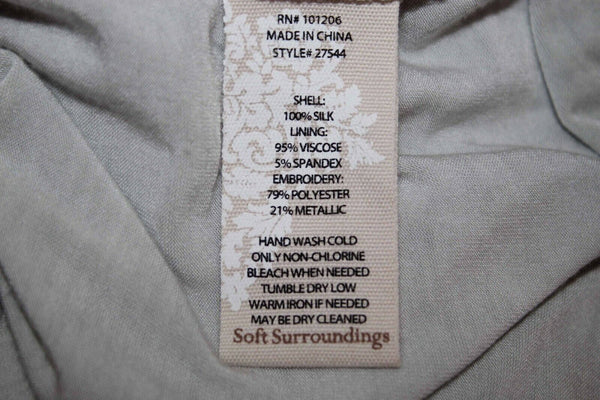 RN# 101206
MADE IN CHINA
STYLE# 27544
SHELL:
100% SILK
LINING:
95% VISCOSE
5% SPANDEX
EMBROIDERY:
79% POLYESTER
21% METALLIC
HAND WASH COLD
ONLY NON-CHLORINE
BLEACH WHEN NEEDED
TUMBLE DRY LOW
WARM IRON IF NEEDED
MAY BE DRY CLEANED
Soft Surroundings